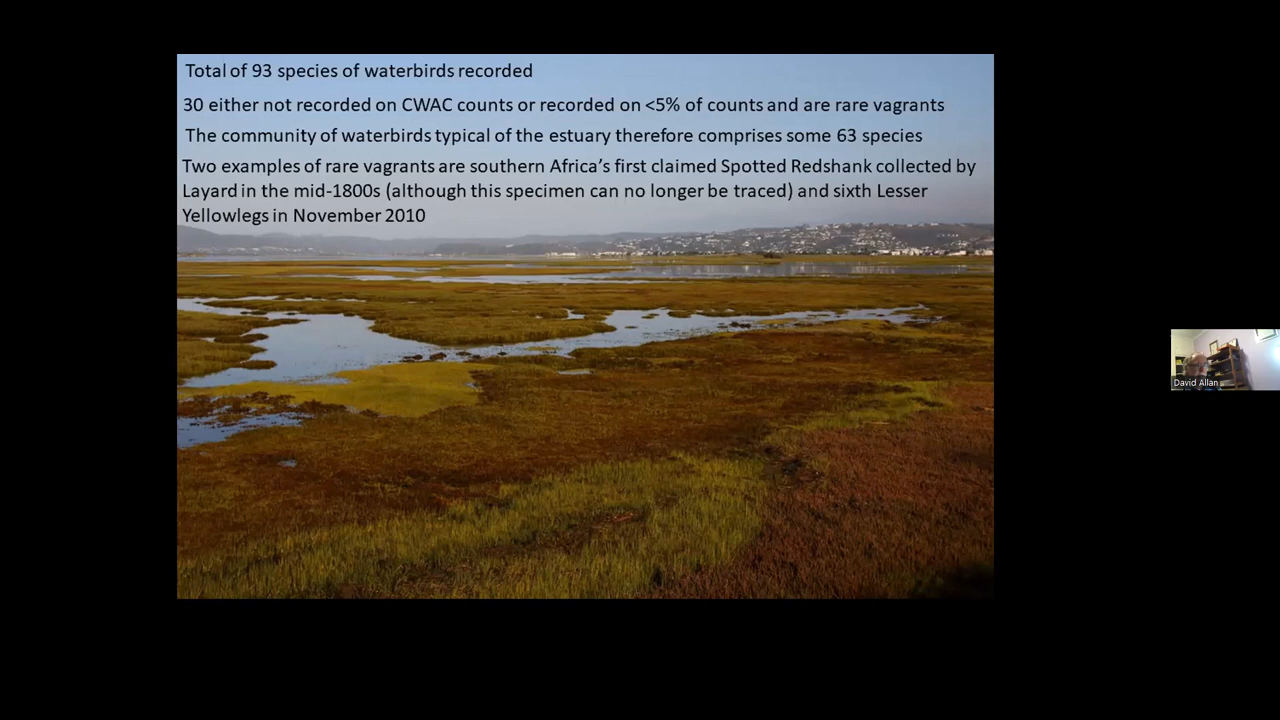 Total of 93 species of waterbirds recorded
30 either not recorded on CWAC counts or recorded on <5% of counts and are rare vagrants
The community of waterbirds typical of the estuary therefore comprises some 63 species
Two examples of rare vagrants are southern Africa’s first claimed Spotted Redshank collected by
Layard in the mid-1800s (although this specimen can no longer be traced) and sixth Lesser
Yellowlegs in November 2010
David Allan